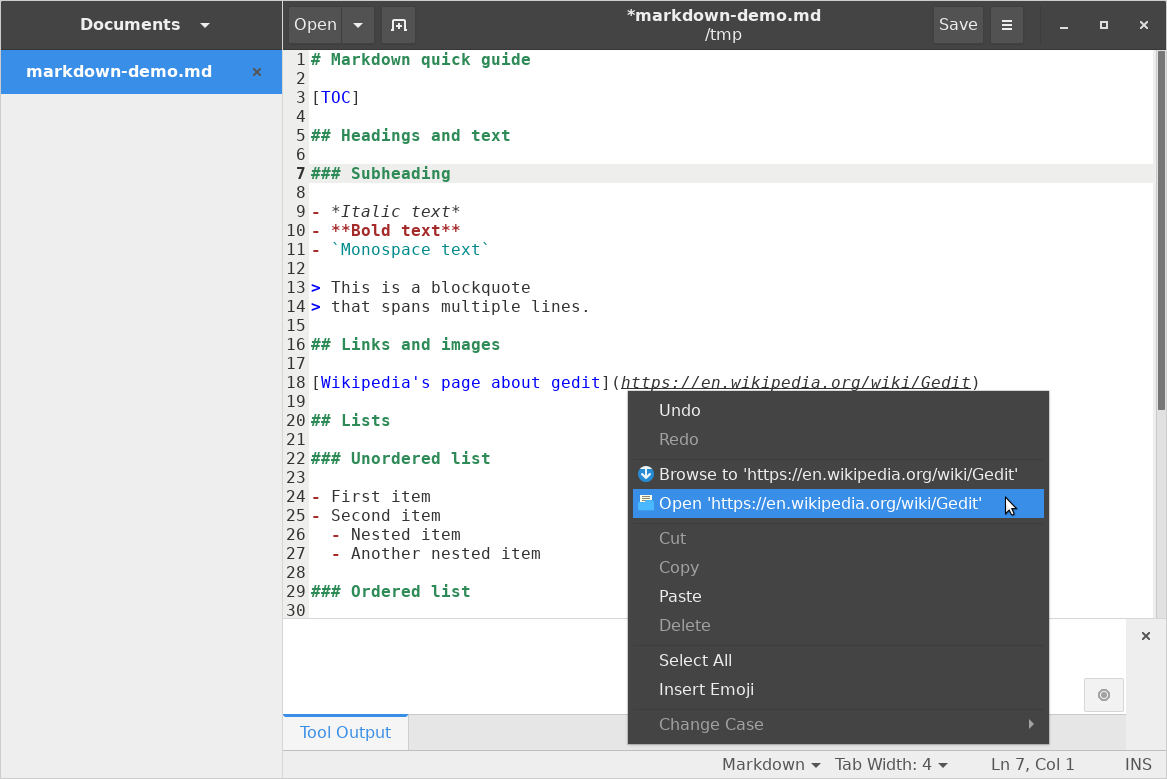 Documents
Open
*markdown-demo.md
/tmp
Save
markdown-demo.md
1 # Markdown quick guide
2
3 [TOC]
4
5 ## Headings and text
6
7 ### Subheading
8
9 - *Italic text*
10 - **Bold text**
11 - `Monospace text`
12
13 > This is a blockquote
14 > that spans multiple lines.
15
16 ## Links and images
17
18 [Wikipedia's page about gedit](https://en.wikipedia.org/wiki/Gedit)
19
20 ## Lists
21
22 ### Unordered list
23
24 - First item
25 - Second item
26   - Nested item
27   - Another nested item
28
29 ### Ordered list
30
Undo
Redo
Browse to 'https://en.wikipedia.org/wiki/Gedit'
Open 'https://en.wikipedia.org/wiki/Gedit'
Cut
Copy
Paste
Delete
Select All
Insert Emoji
Change Case
Tool Output
Markdown Tab Width: 4 Ln 7, Col 1 INS